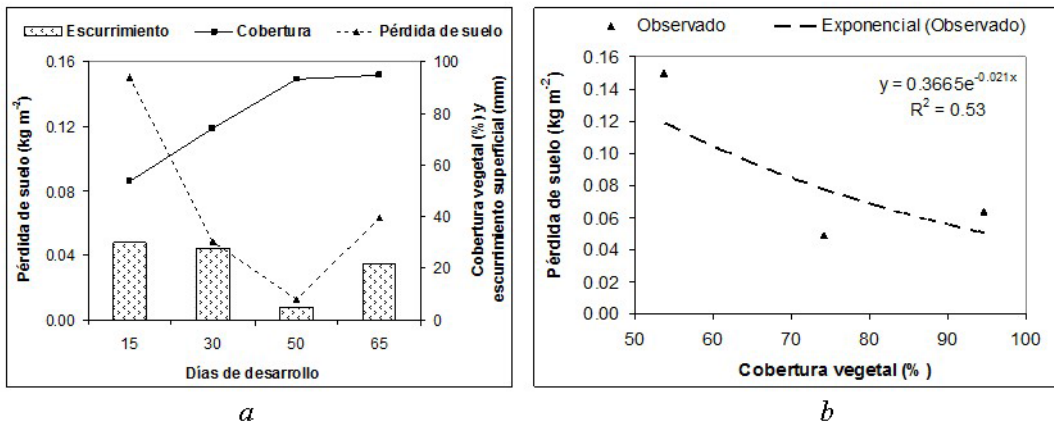 Escurrimiento Cobertura Pérdida de suelo
0.16
0.12
0.08
0.04
0.00
Pérdida de suelo (kg m-2)
100
80
60
40
20
0
Cobertura vegetal (%) y
escurrimiento superficial (mm)
15 30 50 65
Días de desarrollo
a
Observado Exponencial (Observado)
y = 0.3665e-0.021x
R2 = 0.53
0.16
0.14
0.12
0.10
0.08
0.06
0.04
0.02
0.00
Pérdida de suelo (kg m-2)
50 60 70 80 90 100
Cobertura vegetal (% )
b